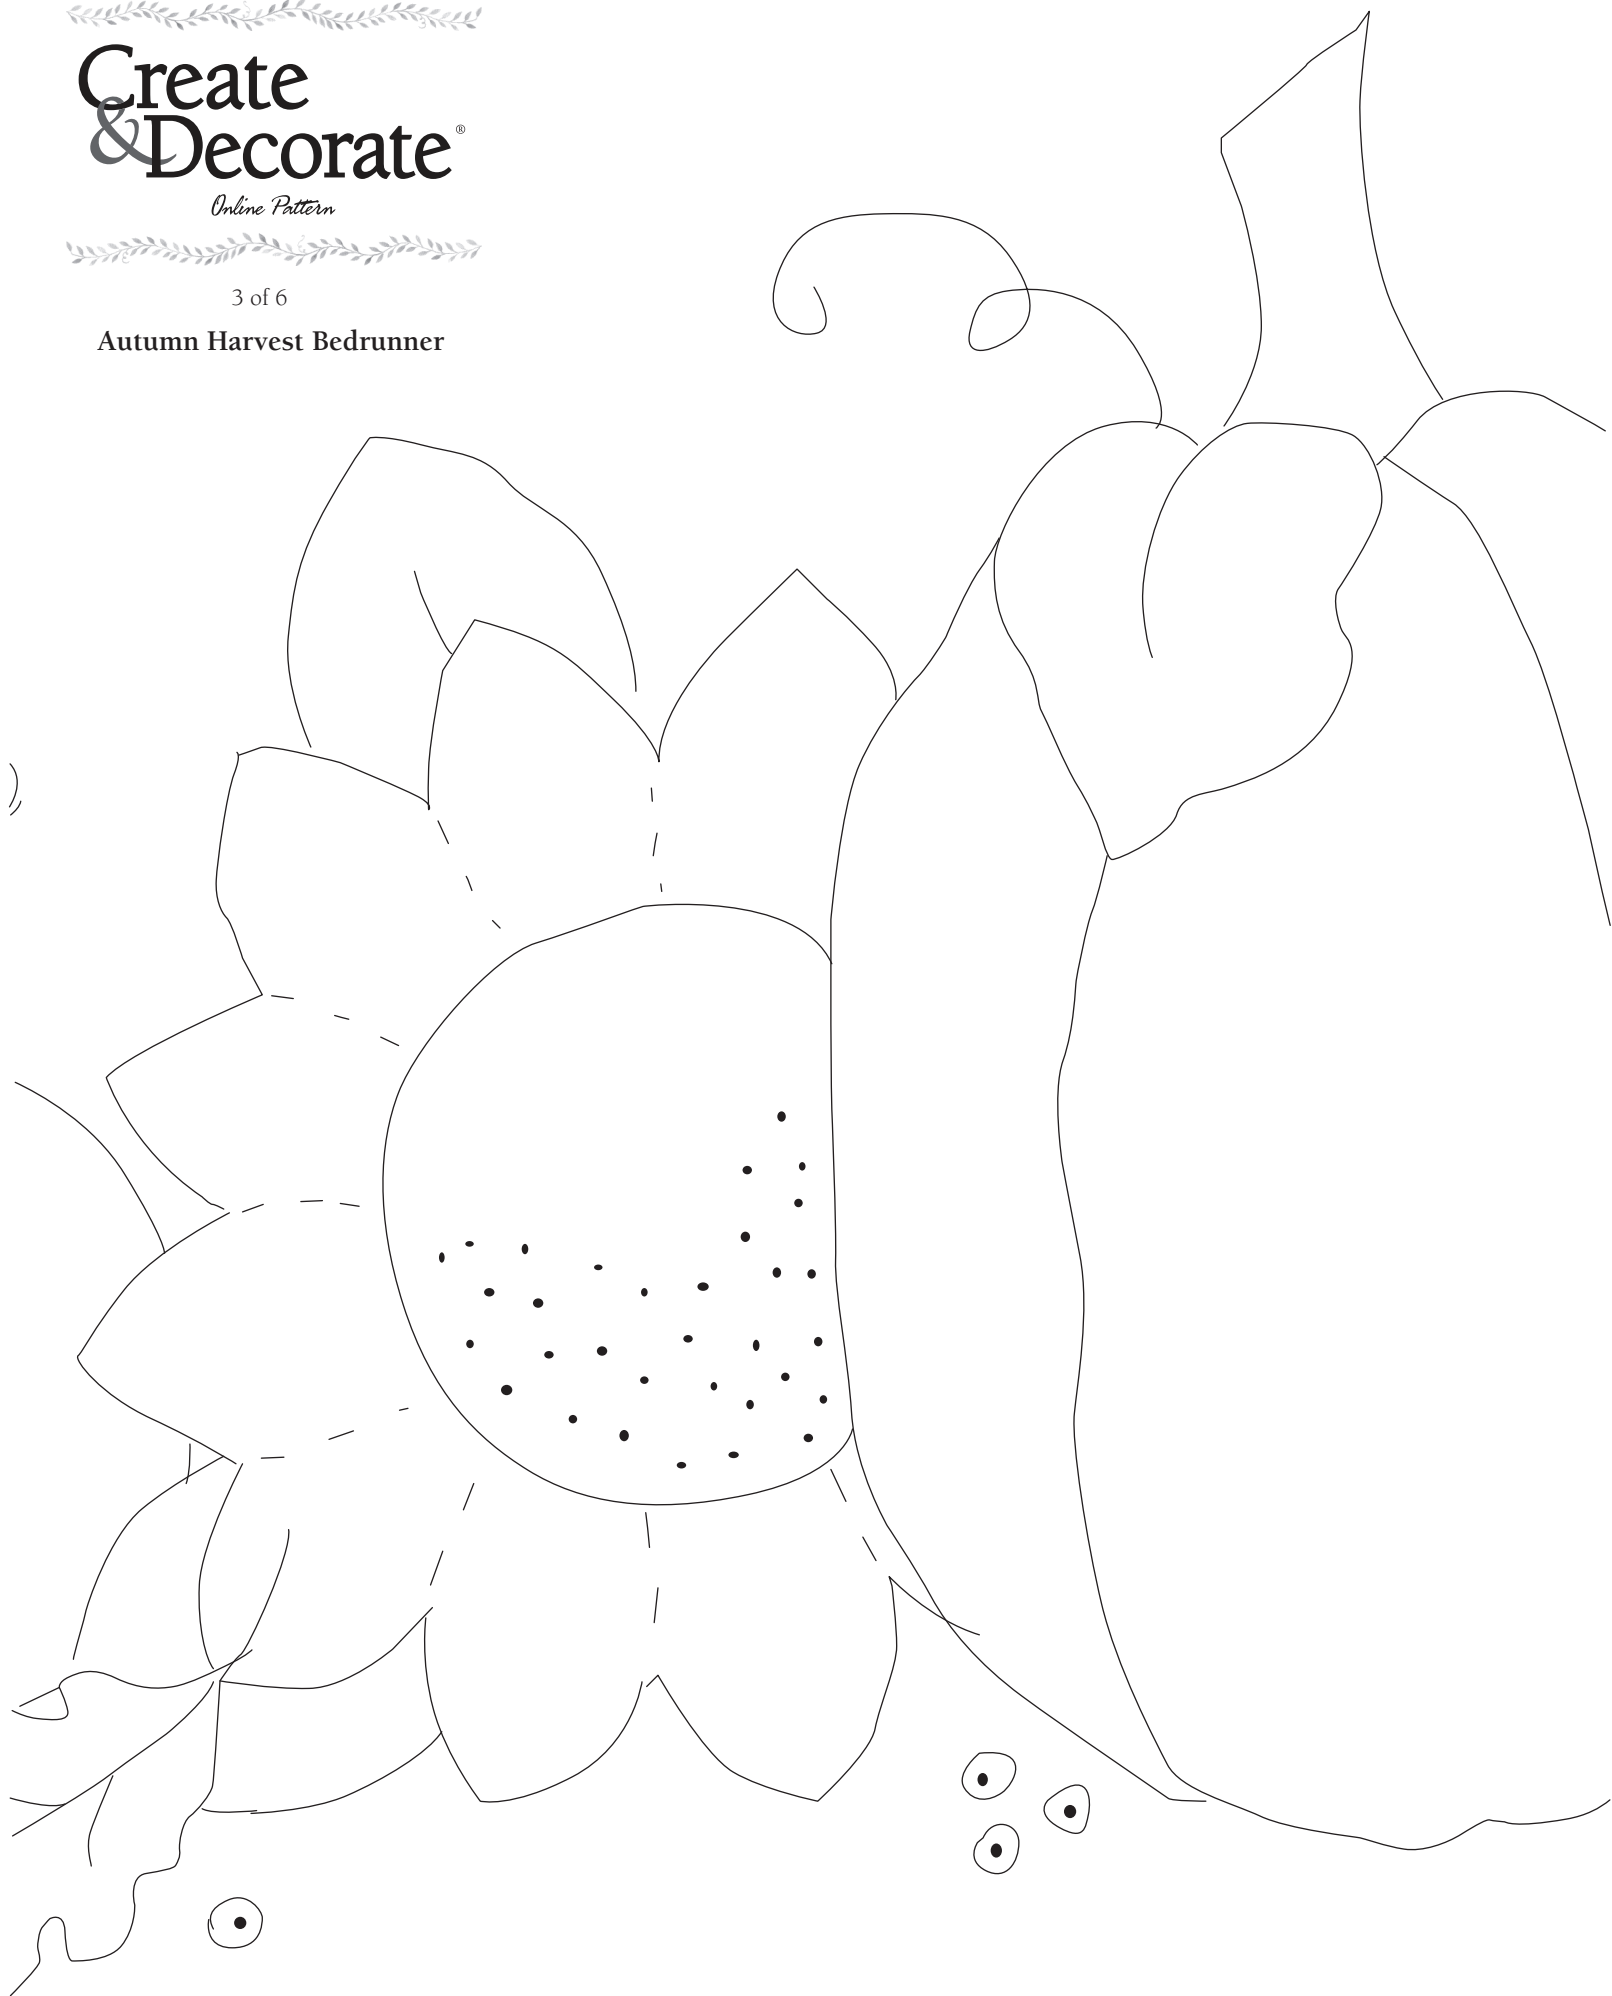 Create
& Decorate®
Online Pattern
3 of 6
Autumn Harvest Bedrunner